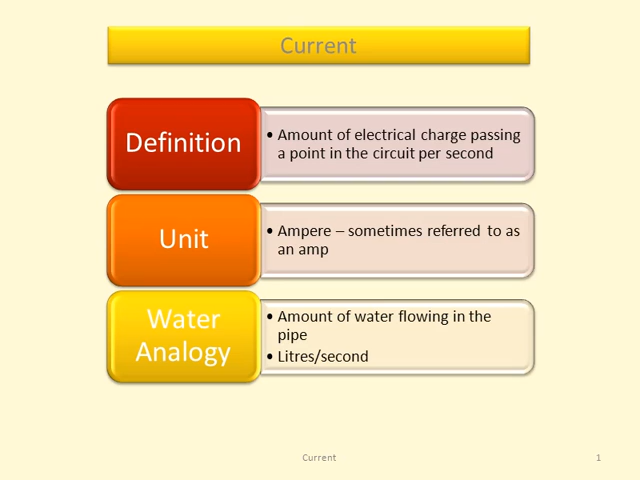 Current
Definition
• Amount of electrical charge passing
a point in the circuit per second
Unit
• Ampere – sometimes referred to as
an amp
Water
Analogy
• Amount of water flowing in the
pipe
• Litres/second
Current
1